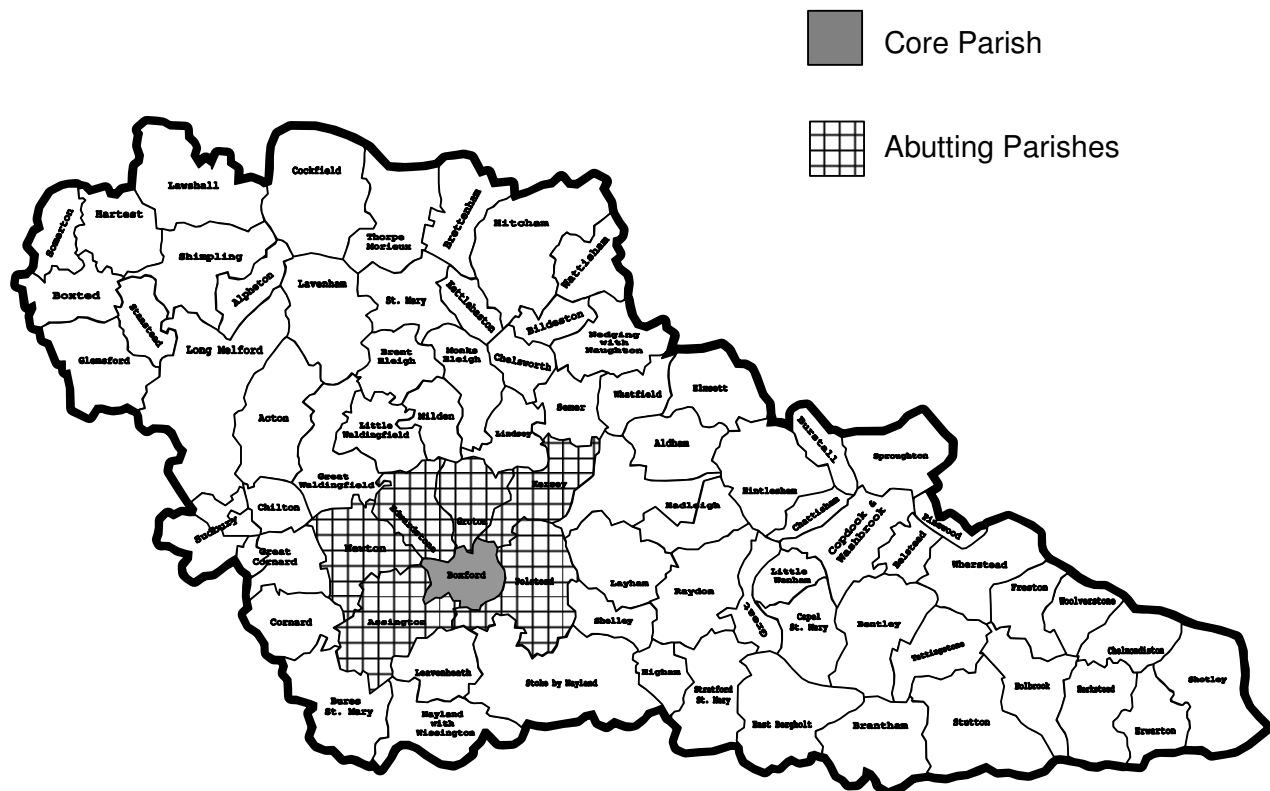 Core Parish
Abutting Parishes
Cockfield
Lawshall
Hartest
Somerton
Brettenham
Hitcham
Thorpe
Morieux
Wattisham
Shimpling
Alpheton
Lavenham
Boxted
Stanstead
St. Mary
Kettlebaston
Bildeston
Nedging
with
Naughton
Glemsford
Long Melford
Brent
Eleigh
Monks
Eleigh
Chelsworth
Whatfield
Elmsett
Semer
Acton
Little
Waldingfield
Milden
Lindsey
Aldham
Burstall
Sproughton
Great
Waldingfield
Kersey
Hintlesham
Chilton
Sudbury
Edwardstone
Groton
Hadleigh
Chattisham
Copdock &
Washbrook
Pinewood
Belstead
Newton
Great
Cornard
Boxford
Polstead
Layham
Raydon
Little
Wenham
Wherstead
Freston
Woolverstone
Cornard
Assington
Shelley
Great
Capel
St. Mary
Bentley
Tattingstone
Chelmondiston
Leavenheath
Stoke by Nayland
Higham
Stratford
St. Mary
Holbrook
Harkstead
Shotley
Bures
St. Mary
Nayland
with
Wissington
East Bergholt
Brantham
Stutton
Erwarton